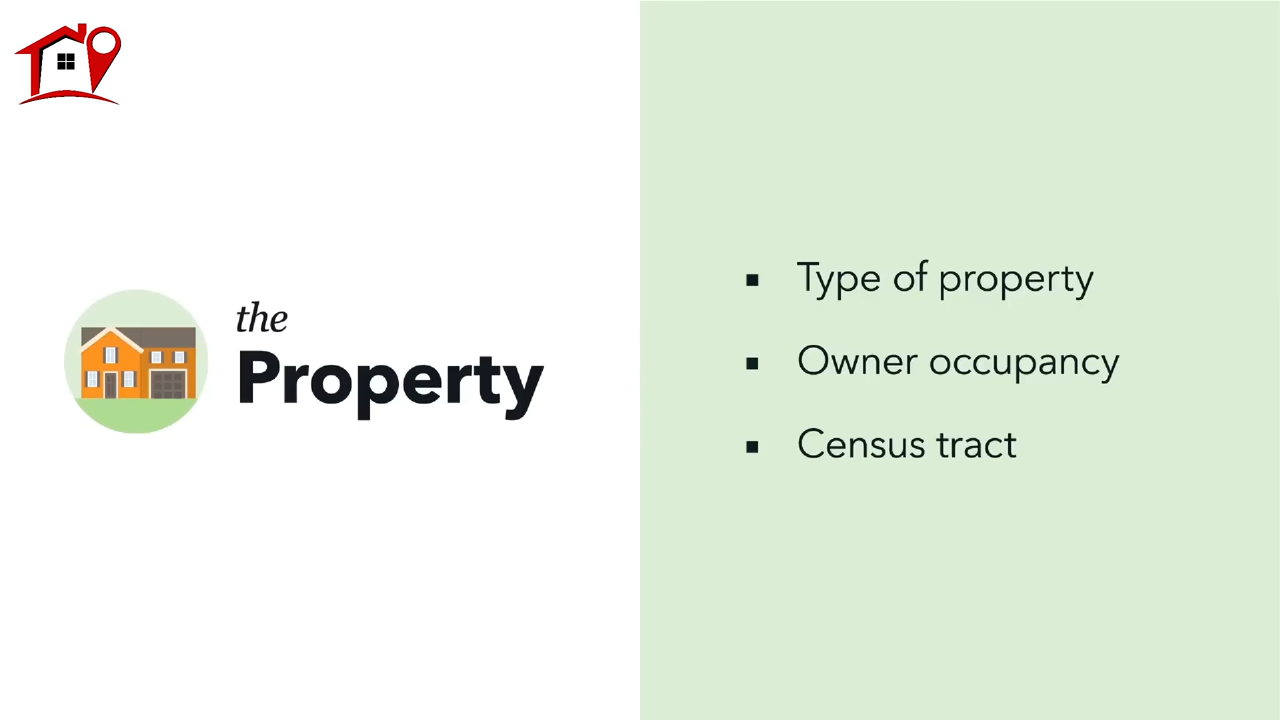 the
Property
▪ Type of property
▪ Owner occupancy
▪ Census tract